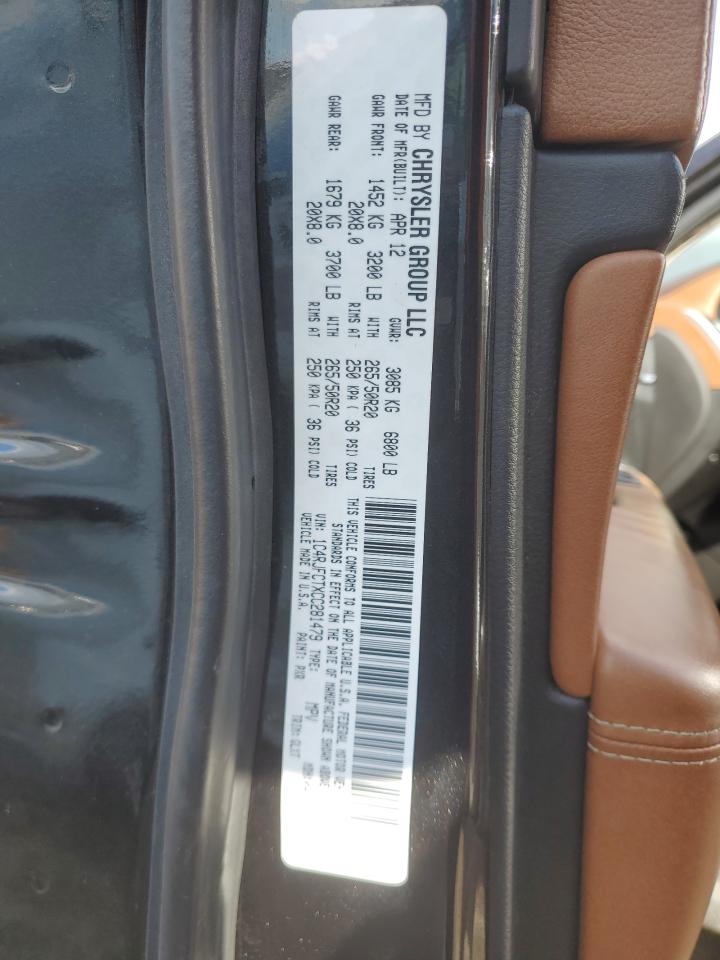 MFD BY CHRYSLER GROUP LLC
DATE OF MFR(BUILT): APR 12 GVWR: 3085 KG 6800 LB
GAWR FRONT: 1452 KG 3200 LB WITH 265/50R20 TIRES
20X8.0 RIMS AT 250 KPA ( 36 PSI) COLD
GAWR REAR: 1679 KG 3700 LB WITH 265/50R20 TIRES
20X8.0 RIMS AT 250 KPA ( 36 PSI) COLD
THIS VEHICLE CONFORMS TO ALL APPLICABLE U.S.A. FEDERAL MOTOR VE-
STANDARDS IN EFFECT ON THE DATE OF MANUFACTURE SHOWN ABOVE
VIN: 1C4RJFCTXCC281479 TYPE: MPV MDH:-
VEHICLE MADE IN U.S.A. PAINT: PXR TRIM: GLXT